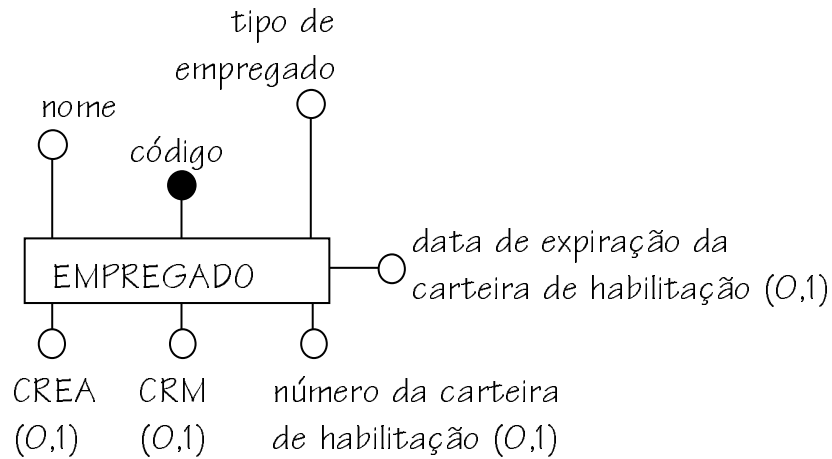 tipo de
empregado
nome
código
data de expiração da
carteira de habilitação (0,1)
EMPREGADO
CREA
(0,1)
CRM
(0,1)
número da carteira
de habilitação (0,1)